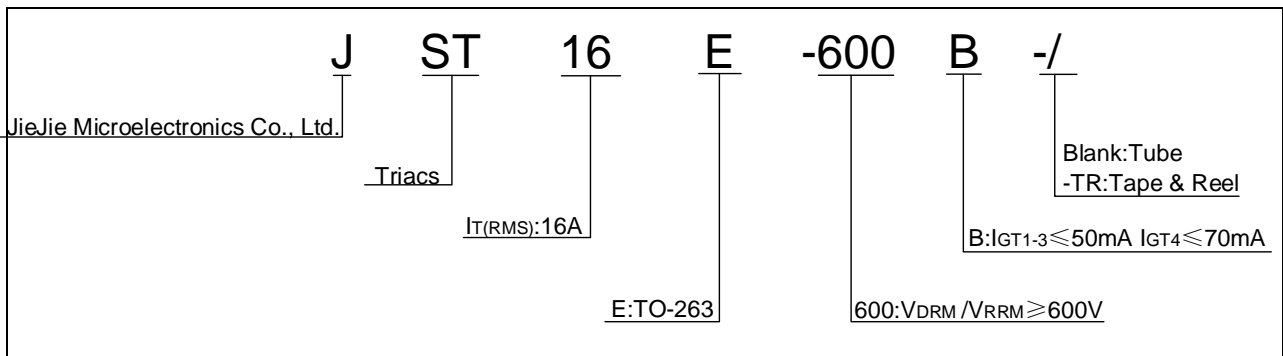 J ST 16 E -600 B -/
JieJie Microelectronics Co., Ltd.
Triacs
IT(RMS):16A
E:TO-263
600:VDRM /VRRM≥600V
B:IGT1-3≤50mA IGT4≤70mA
Blank:Tube
-TR:Tape & Reel